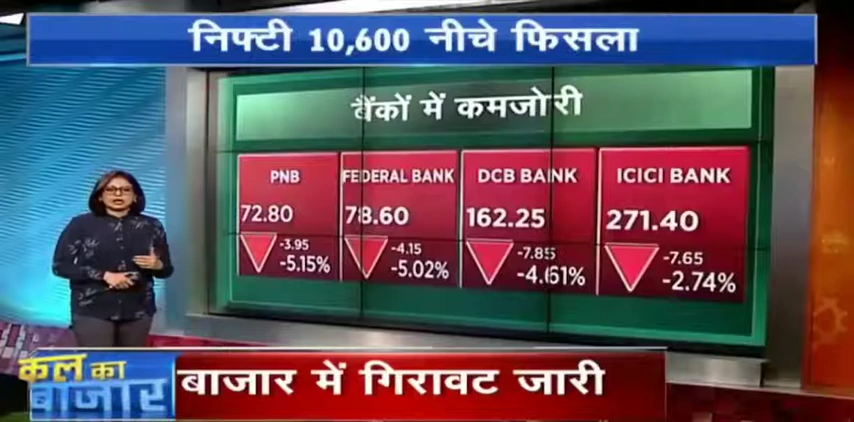 निफ्टी 10,600 नीचे फिसला
बैंकों में कमजोरी
PNB
72.80
-3.95
-5.15%
FEDERAL BANK
78.60
-4.15
-5.02%
DCB BANK
162.25
-7.85
-4.61%
ICICI BANK
271.40
-7.65
-2.74%
कल का
बाजार
बाजार में गिरावट जारी